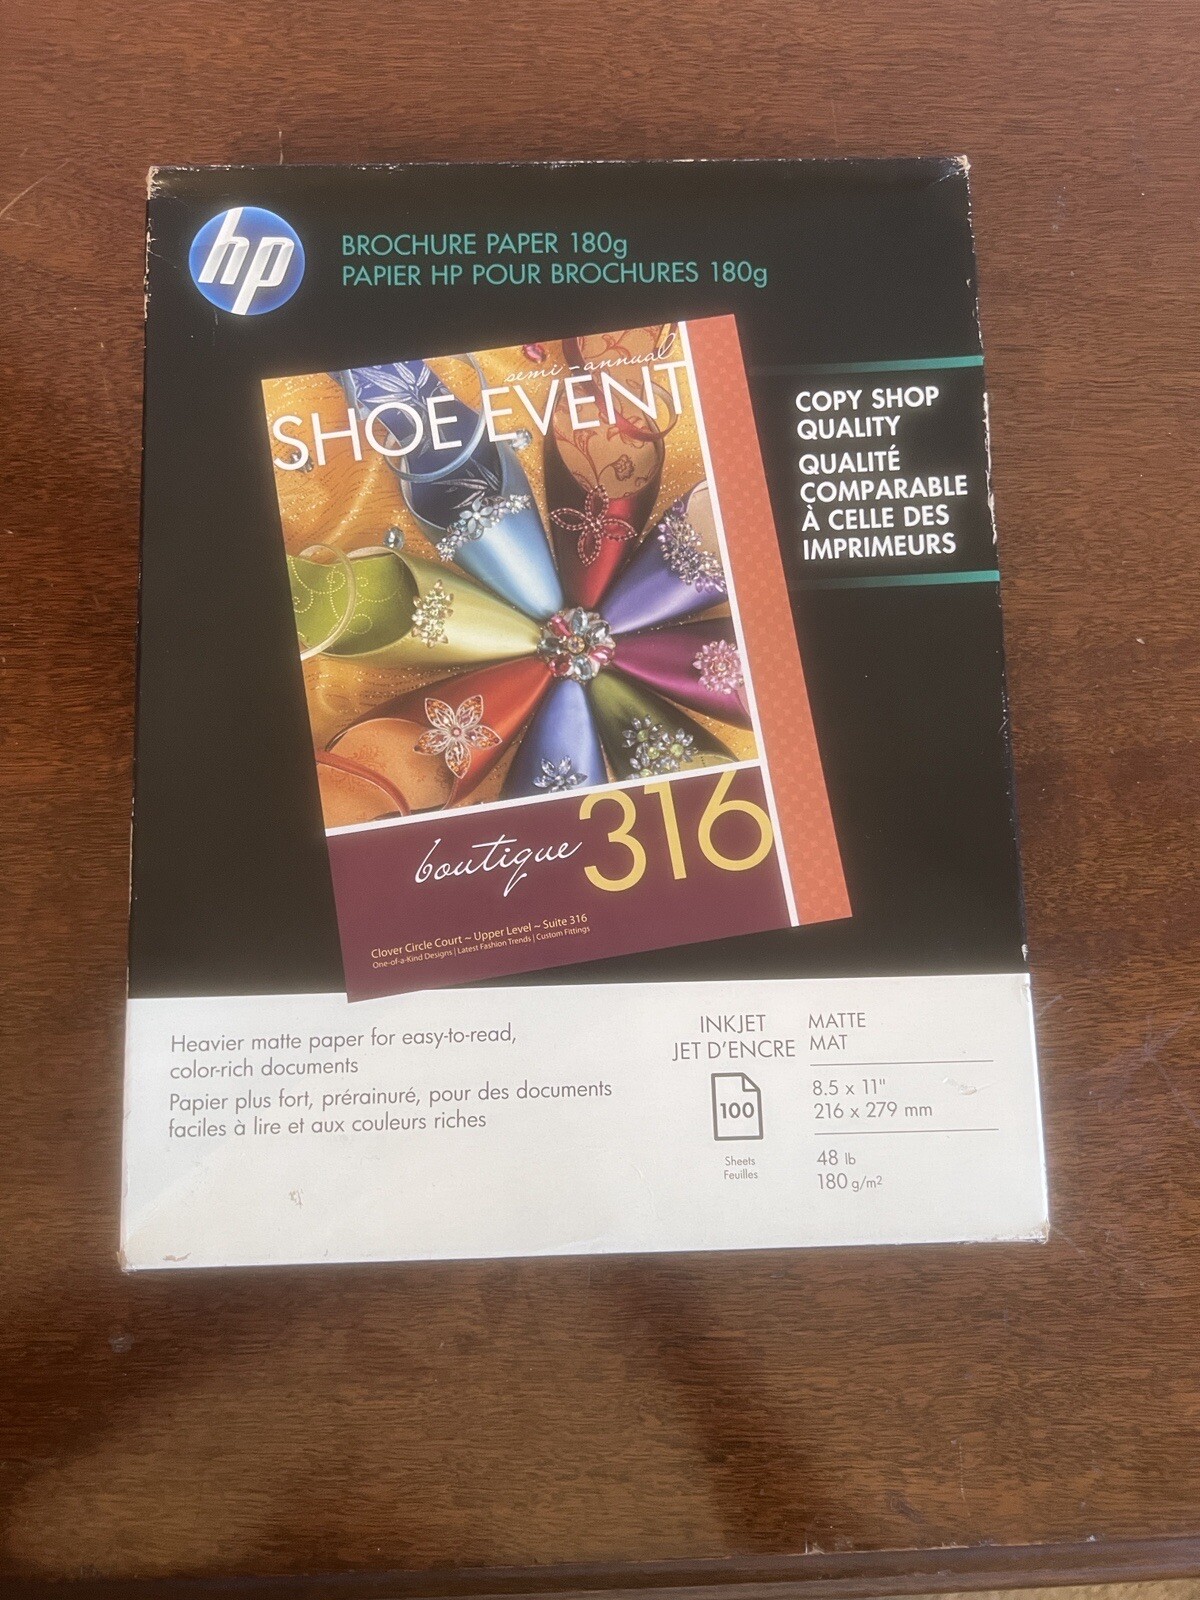 hp
BROCHURE PAPER 180g
PAPIER HP POUR BROCHURES 180g
semi-annual
SHOE EVENT
boutique 316
Clover Circle Court ~ Upper Level ~ Suite 316
One-of-a-Kind Designs | Latest Fashion Trends | Custom Fittings
COPY SHOP
QUALITY
QUALITÉ
COMPARABLE
À CELLE DES
IMPRIMEURS
Heavier matte paper for easy-to-read,
color-rich documents
Papier plus fort, prérainuré, pour des documents
faciles à lire et aux couleurs riches
INKJET
JET D'ENCRE
100
Sheets
Feuilles
MATTE
MAT
8.5 x 11"
216 x 279 mm
48 lb
180 g/m²